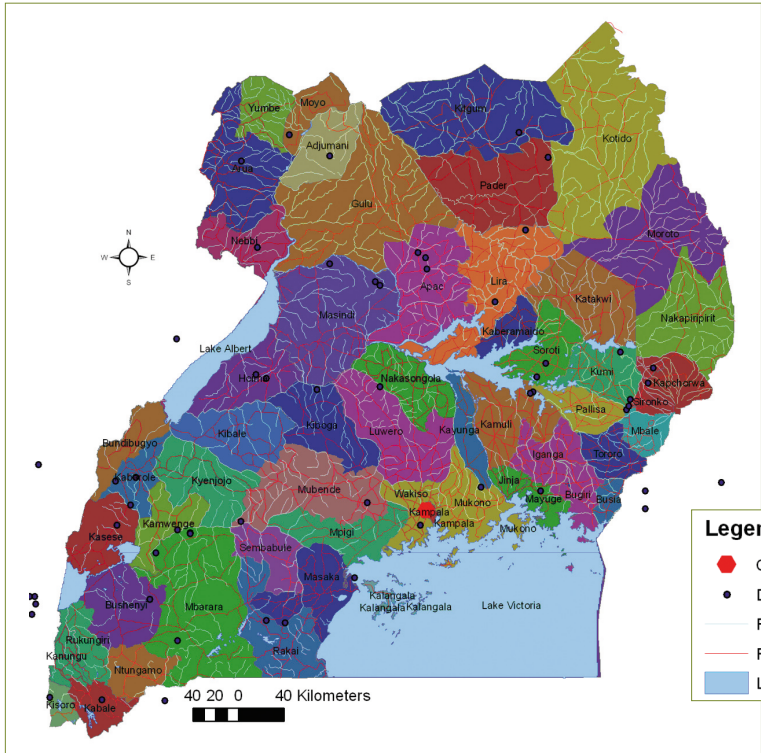 Yumbe
Moyo
Kitgum
Kotido
Adjumani
Arua
Pader
Gulu
Nebbi
Moroto
N
W E
S
Apac
Lira
Katakwi
Masindi
Nakapiripirit
Kaberamaido
Lake Albert
Soroti
Kumi
Hoima
Nakasongola
Kapchorwa
Sironko
Pallisa
Kiboga
Luwero
Kayunga
Kamuli
Mbale
Bundibugyo
Kibale
Iganga
Tororo
Kabarole
Kyenjojo
Mubende
Wakiso
Mukono
Jinja
Mayuge
Bugiri
Busia
Kampala
Kampala
Mukono
Kamwenge
Mpigi
Kasese
Sembabule
Masaka
Kalangala
Kalangala Kalangala
Lake Victoria
Bushenyi
Mbarara
Rukungiri
Kanungu
Rakai
Ntungamo
Kisoro
Kabale
40 20 0 40 Kilometers
Legen
C
D
F
F
L